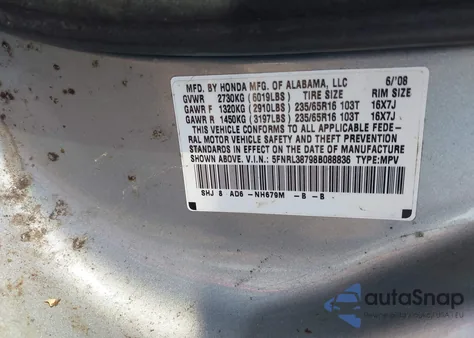 MFD. BY HONDA MFG. OF ALABAMA, LLC 6/'08
GVWR 2730KG (6019LBS) TIRE SIZE RIM SIZE
GAWR F 1320KG (2910LBS) 235/65R16 103T 16X7J
GAWR R 1450KG (3197LBS) 235/65R16 103T 16X7J
THIS VEHICLE CONFORMS TO ALL APPLICABLE FEDE-
RAL MOTOR VEHICLE SAFETY AND THEFT PREVENTION
STANDARDS IN EFFECT ON THE DATE OF MANUFACTURE
SHOWN ABOVE. V.I.N: 5FNRL38798B088836 TYPE:MPV
SHJ 8 AD6 -NH679M -B -B
autoSnap